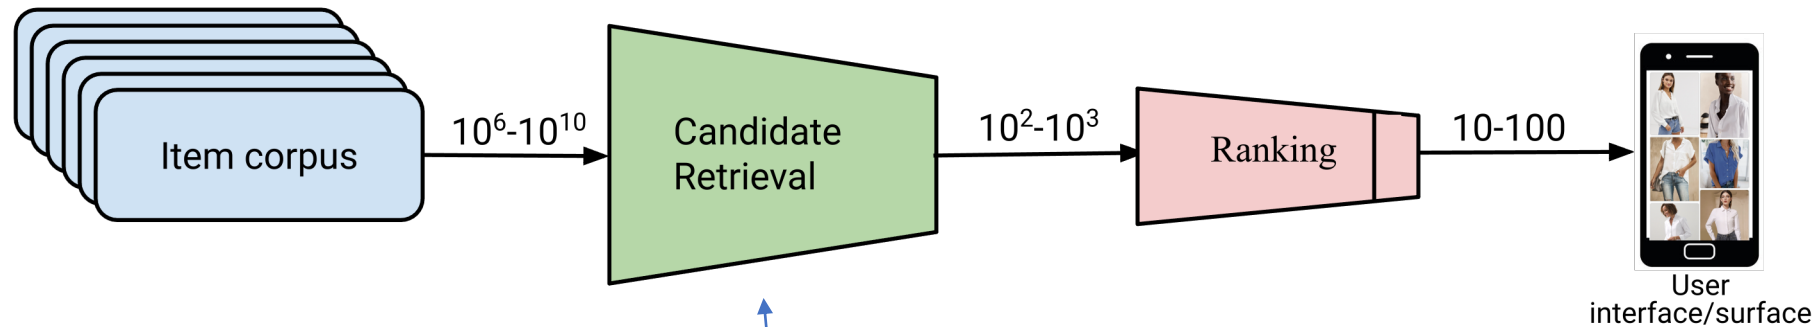 Item corpus
10⁶-10¹⁰
Candidate
Retrieval
10²-10³
Ranking
10-100
User
interface/surface